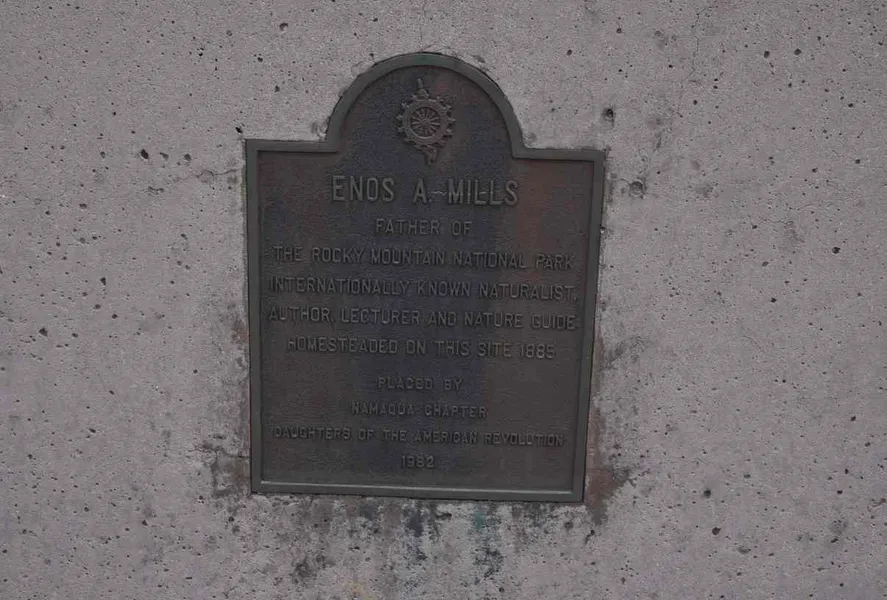 ENOS A. MILLS
FATHER OF
THE ROCKY MOUNTAIN NATIONAL PARK
INTERNATIONALLY KNOWN NATURALIST,
AUTHOR, LECTURER AND NATURE GUIDE
HOMESTEADED ON THIS SITE 1885
PLACED BY
NAMAQUA CHAPTER
DAUGHTERS OF THE AMERICAN REVOLUTION
1982